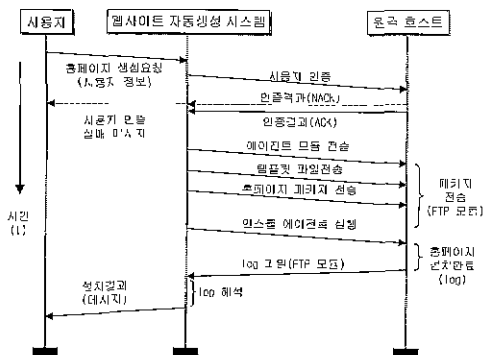 사용자
웹사이트 자동생성 시스템
원격 호스트
홈페이지 생성요청
(사용자 정보)
사용자 인증
인증결과(NACK)
사용자 인증
실패 메시지
인증결과(ACK)
에이전트 모듈 전송
템플릿 파일전송
홈페이지 패키지 전송
패키지
전송
(FTP 모듈)
시간
(t)
인스톨 에이전트 실행
홈페이지
설치완료
(log)
log 파일(FTP 모듈)
설치결과
(메시지)
log 해석